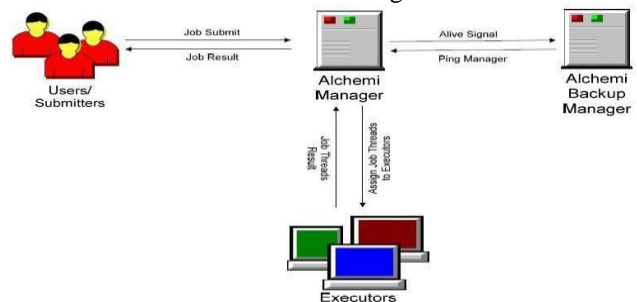 Job Submit
Job Result
Users/
Submitters
Alchemi
Manager
Alive Signal
Ping Manager
Alchemi
Backup
Manager
Job Threads
Result
Assign Job Threads
to Executors
Executors